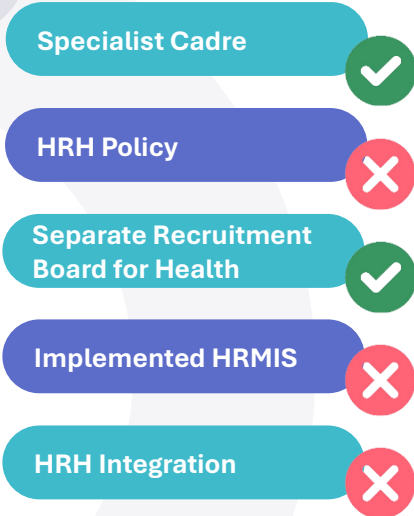 Specialist Cadre
HRH Policy
Separate Recruitment
Board for Health
Implemented HRMIS
HRH Integration